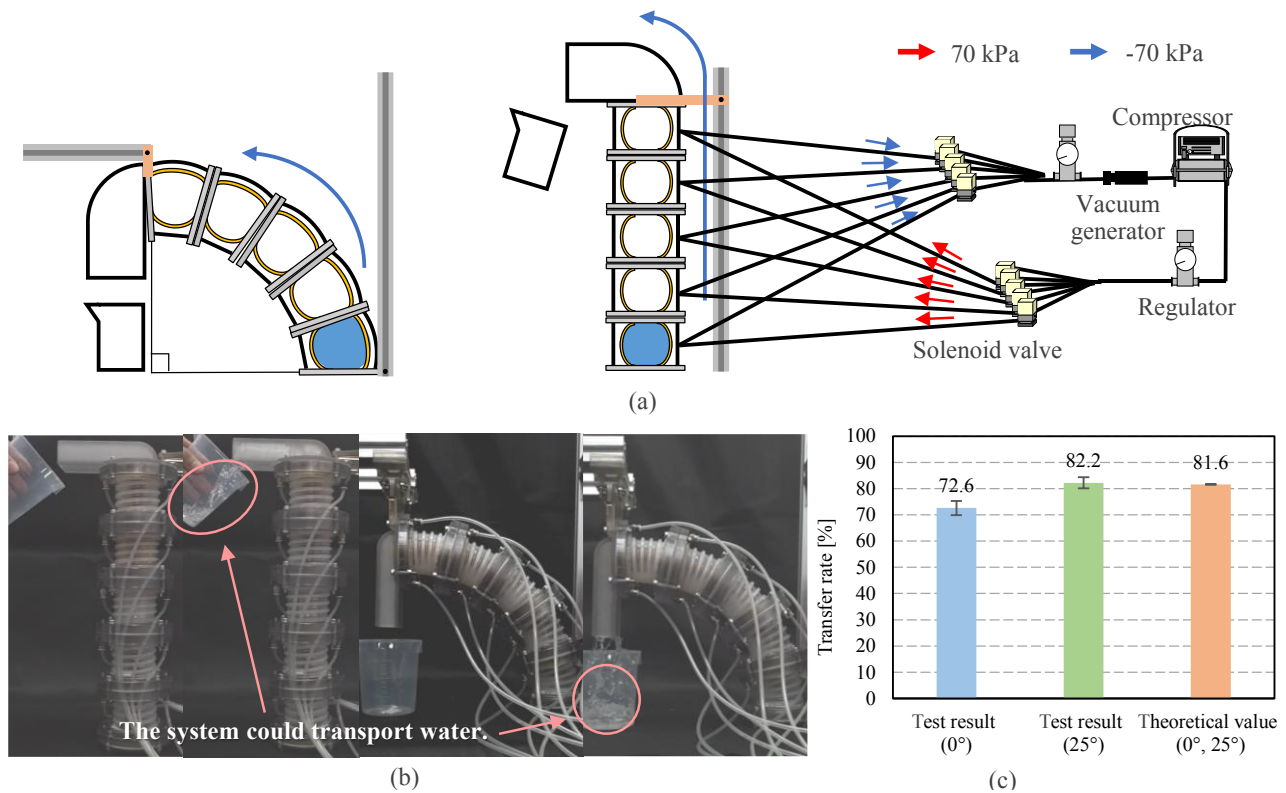 70 kPa
-70 kPa
Compressor
Vacuum
generator
Regulator
Solenoid valve
(a)
The system could transport water.
(b)
100
90
80
70
60
50
40
30
20
10
0
Transfer rate [%]
72.6
82.2
81.6
Test result
(0°)
Test result
(25°)
Theoretical value
(0°, 25°)
(c)